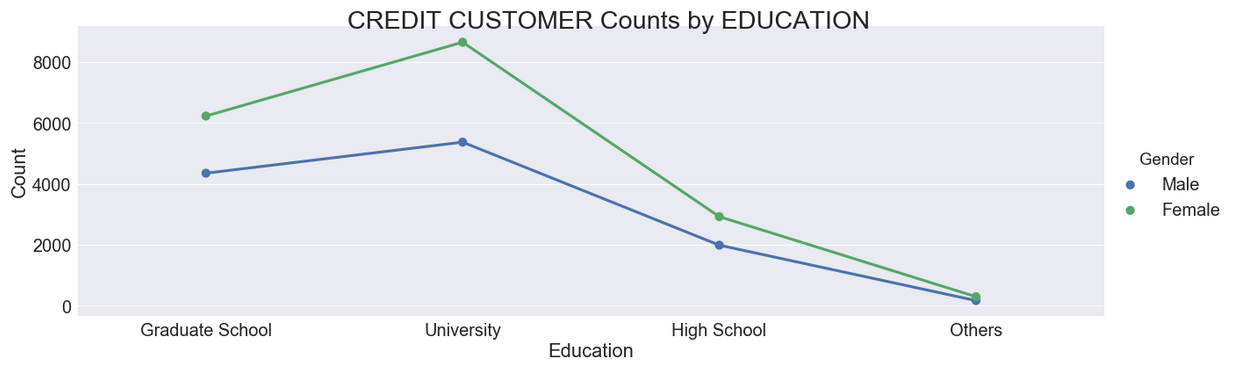 CREDIT CUSTOMER Counts by EDUCATION
8000
6000
4000
2000
0
Count
Graduate School
University
High School
Others
Education
Gender
Male
Female